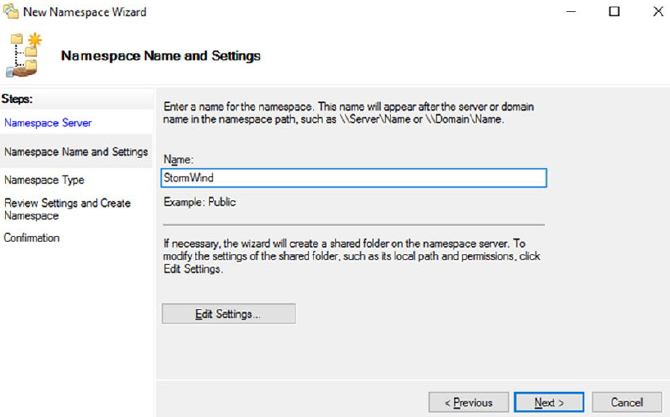 New Namespace Wizard
Namespace Name and Settings
Steps:
Namespace Server
Namespace Name and Settings
Namespace Type
Review Settings and Create
Namespace
Confirmation
Enter a name for the namespace. This name will appear after the server or domain
name in the namespace path, such as \\Server\Name or \\Domain\Name.
Name:
StormWind
Example: Public
If necessary, the wizard will create a shared folder on the namespace server. To
modify the settings of the shared folder, such as its local path and permissions, click
Edit Settings.
Edit Settings...
< Previous
Next >
Cancel